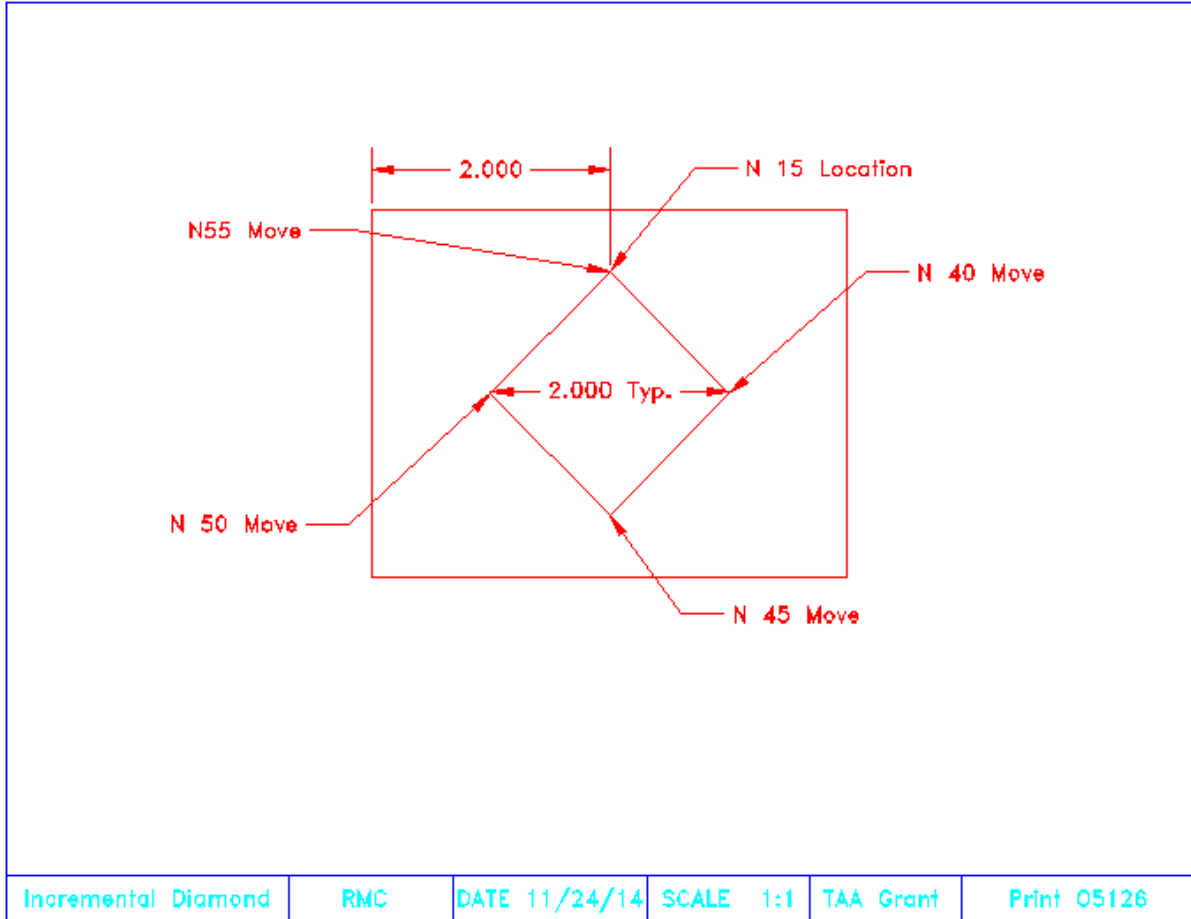 2.000
N 15 Location
N55 Move
N 40 Move
2.000 Typ.
N 50 Move
N 45 Move
Incremental Diamond RMC DATE 11/24/14 SCALE 1:1 TAA Grant Print O5126